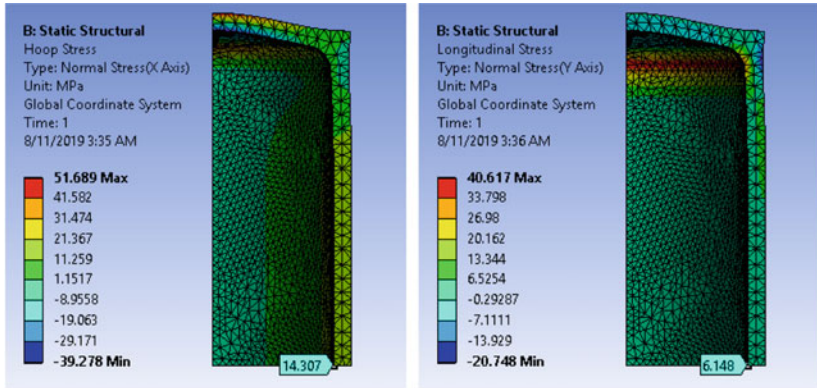 B: Static Structural
Hoop Stress
Type: Normal Stress(X Axis)
Unit: MPa
Global Coordinate System
Time: 1
8/11/2019 3:35 AM
51.689 Max
41.582
31.474
21.367
11.259
1.1517
-8.9558
-19.063
-29.171
-39.278 Min
14.307
B: Static Structural
Longitudinal Stress
Type: Normal Stress(Y Axis)
Unit: MPa
Global Coordinate System
Time: 1
8/11/2019 3:36 AM
40.617 Max
33.798
26.98
20.162
13.344
6.5254
-0.29287
-7.1111
-13.929
-20.748 Min
6.148